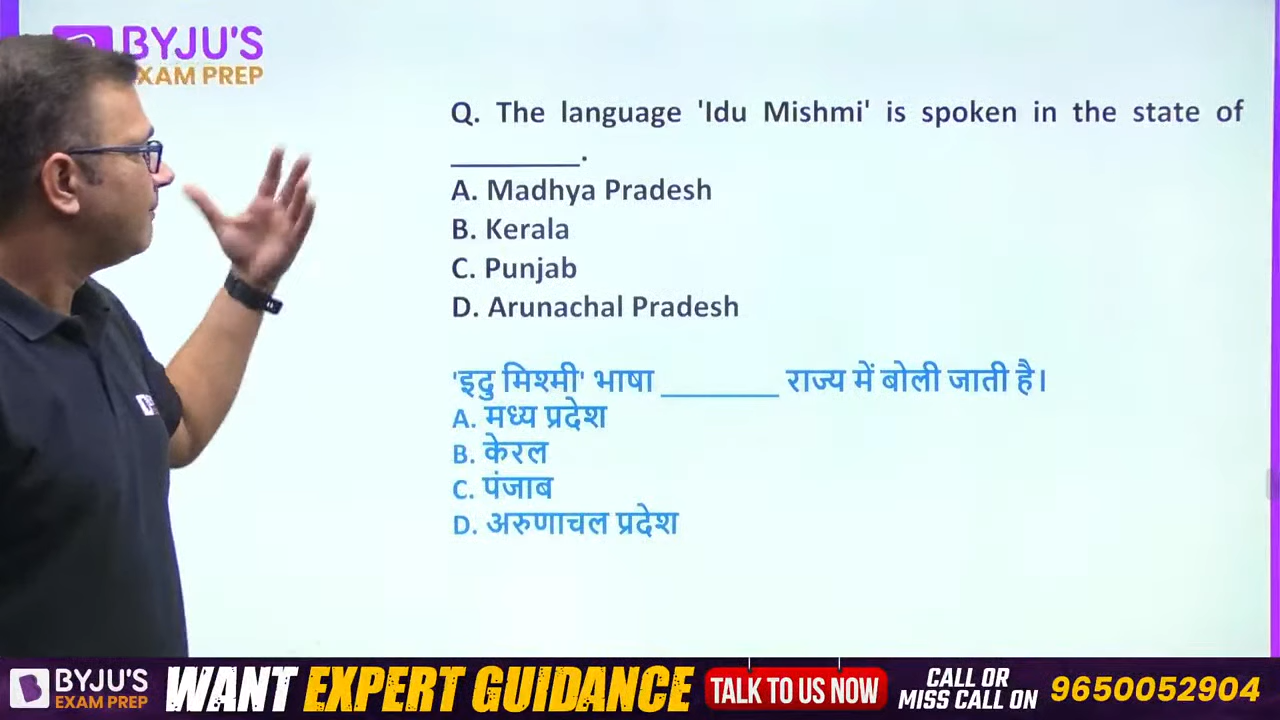 BYJU'S
EXAM PREP
Q. The language 'Idu Mishmi' is spoken in the state of
________.
A. Madhya Pradesh
B. Kerala
C. Punjab
D. Arunachal Pradesh
'इदु मिश्मी' भाषा _______ राज्य में बोली जाती है।
A. मध्य प्रदेश
B. केरल
C. पंजाब
D. अरुणाचल प्रदेश
BYJU'S
EXAM PREP
WANT EXPERT GUIDANCE
TALK TO US NOW
CALL OR
MISS CALL ON
9650052904